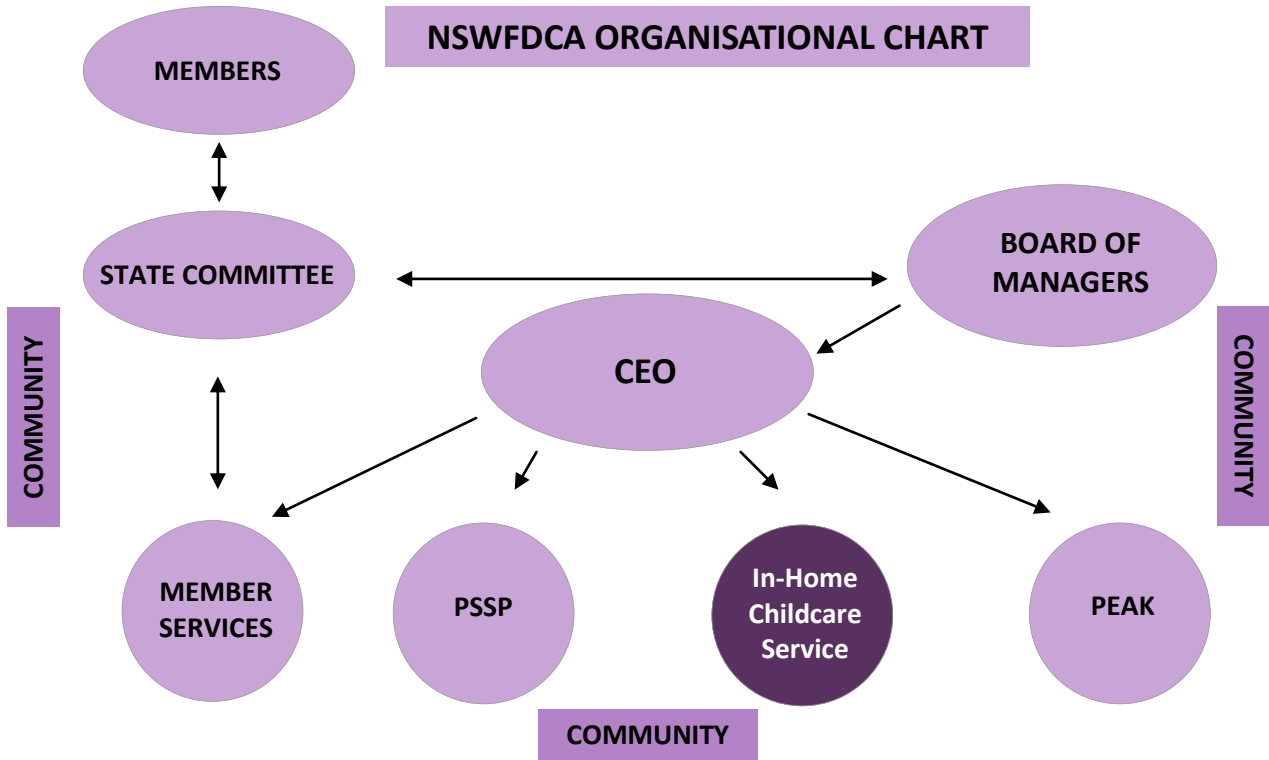 NSWFDCA ORGANISATIONAL CHART
MEMBERS
STATE COMMITTEE
BOARD OF
MANAGERS
CEO
COMMUNITY
COMMUNITY
MEMBER
SERVICES
PSSP
In-Home
Childcare
Service
PEAK
COMMUNITY